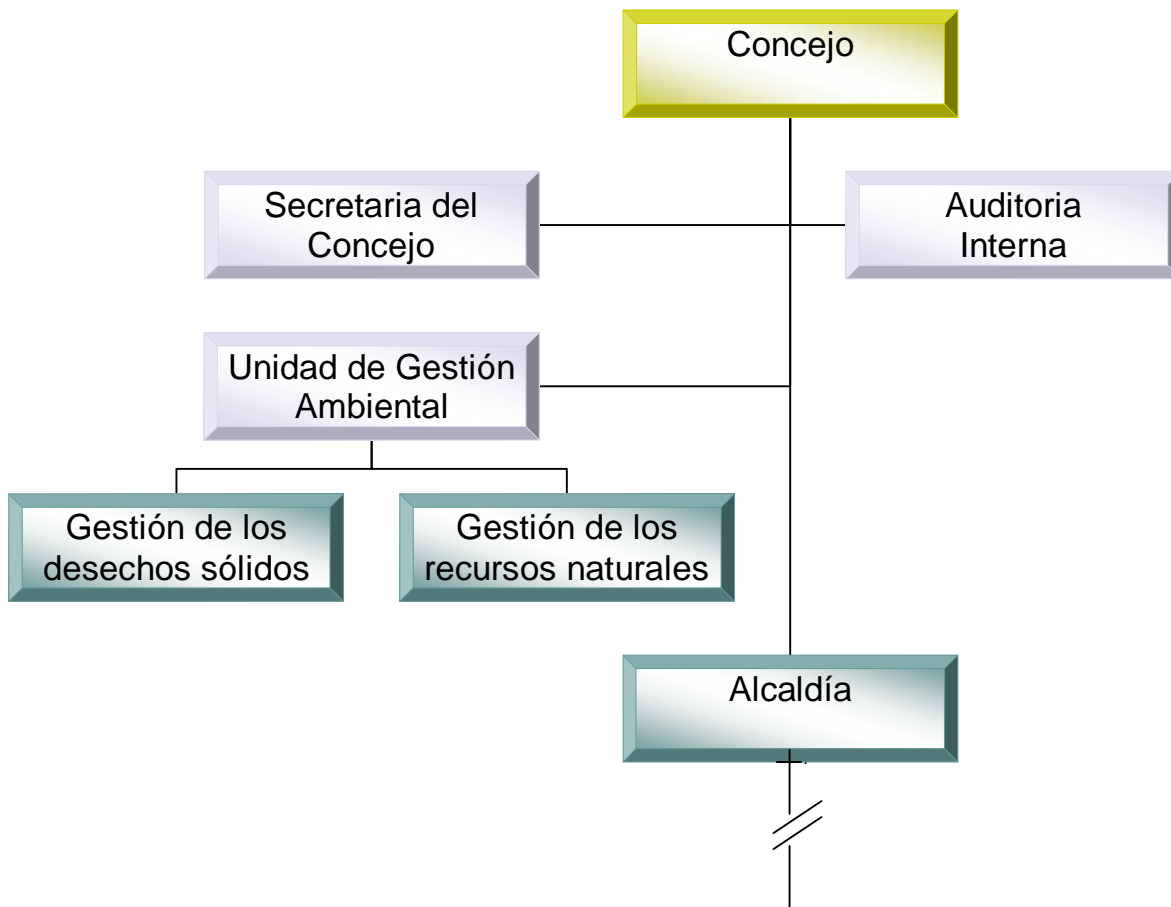 Concejo
Secretaria del
Concejo
Auditoria
Interna
Unidad de Gestión
Ambiental
Gestión de los
desechos sólidos
Gestión de los
recursos naturales
Alcaldía